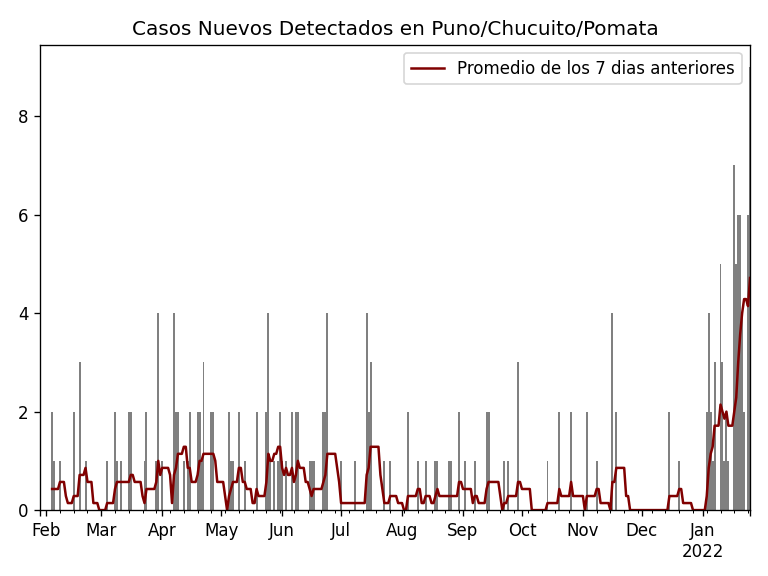 Casos Nuevos Detectados en Puno/Chucuito/Pomata
Promedio de los 7 dias anteriores
8
6
4
2
0
Feb Mar Apr May Jun Jul Aug Sep Oct Nov Dec Jan
2022